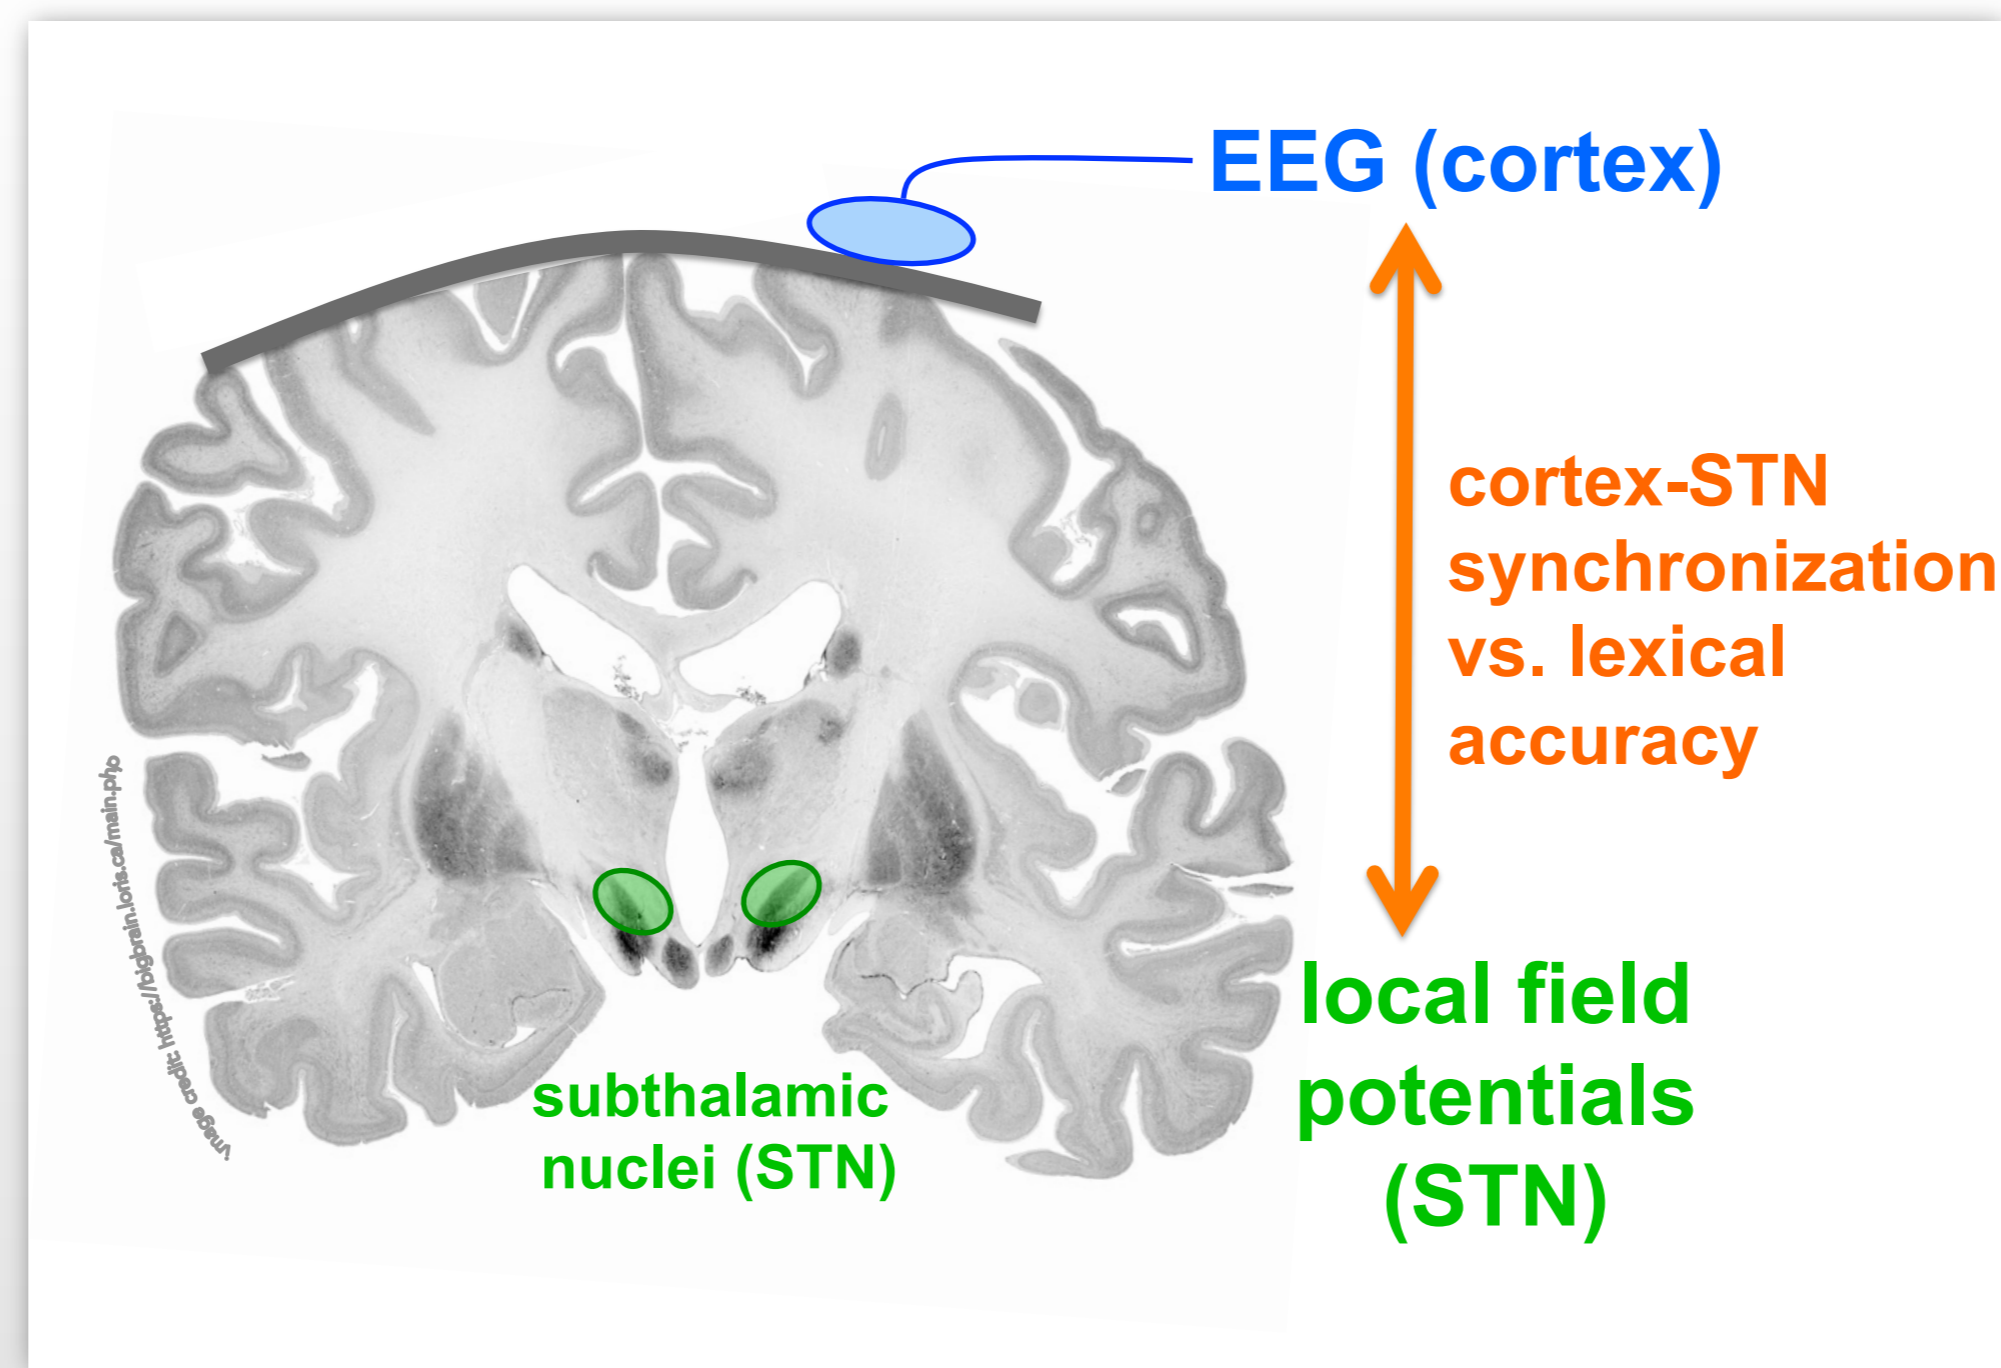 EEG (cortex)
cortex-STN
synchronization
vs. lexical
accuracy
local field
potentials
(STN)
subthalamic
nuclei (STN)
image credit: https://bigbrain.loris.ca/main.php